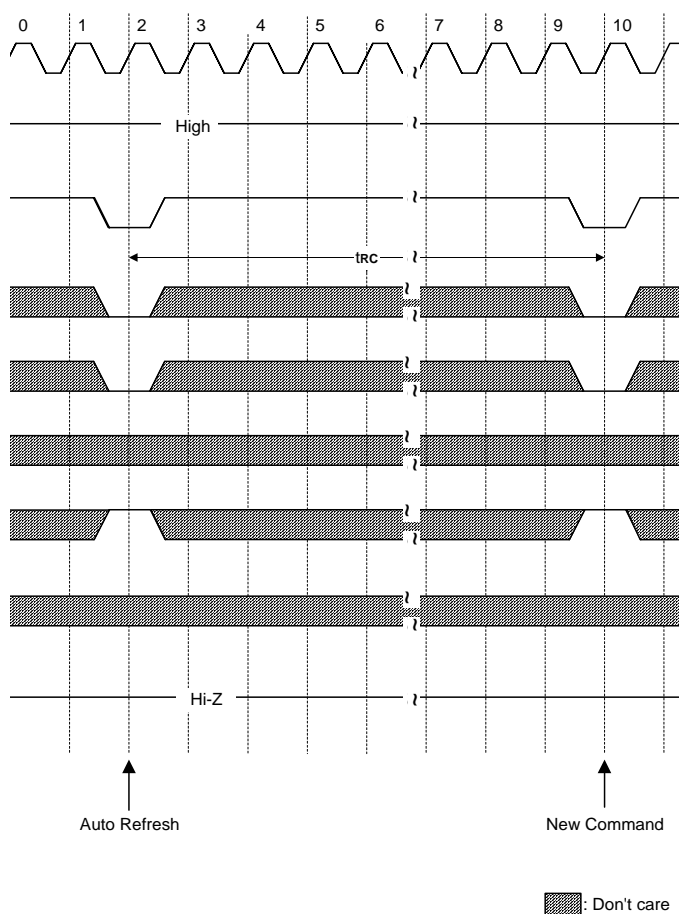 0 1 2 3 4 5 6 7 8 9 10
High
tRC
Hi-Z
Auto Refresh New Command
: Don't care